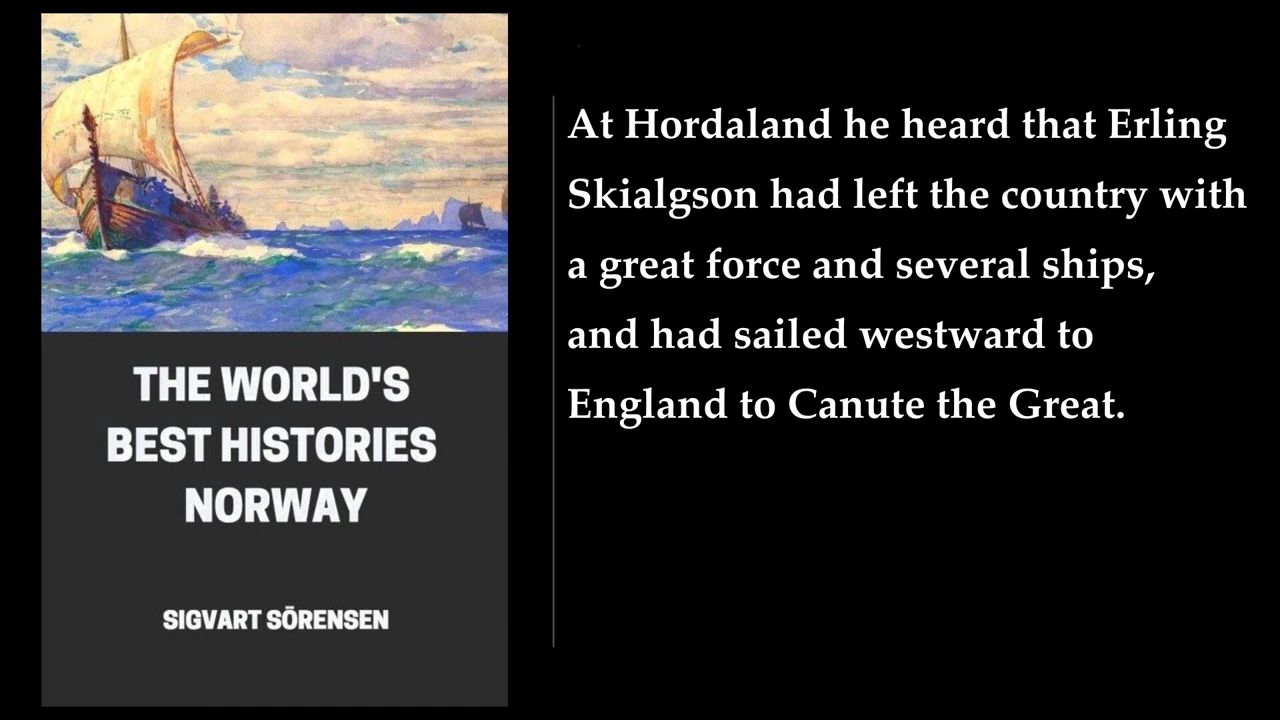 THE WORLD'S
BEST HISTORIES
NORWAY
SIGVART SÖRENSEN
At Hordaland he heard that Erling
Skialgson had left the country with
a great force and several ships,
and had sailed westward to
England to Canute the Great.